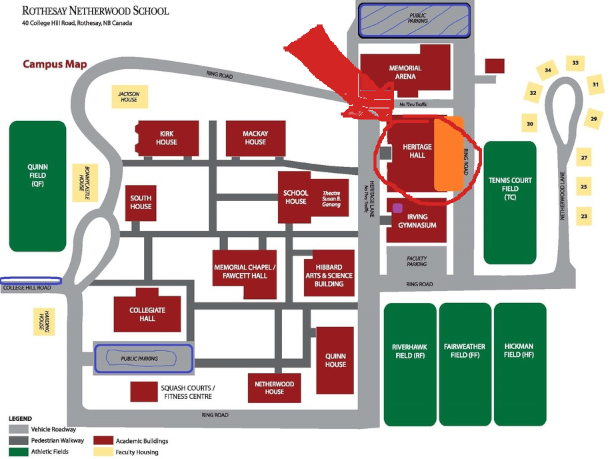 ROTHESAY NETHERWOOD SCHOOL
40 College Hill Road, Rothesay, NB Canada
Campus Map
PUBLIC
PARKING
MEMORIAL
ARENA
RING ROAD
No Thru Traffic
JACKSON
HOUSE
KIRK
HOUSE
MACKAY
HOUSE
HERITAGE
HALL
RING ROAD
34
33
32
31
30
29
27
25
23
NETHERWOOD LANE
QUINN
FIELD
(QF)
BONNYCASTLE
HOUSE
SOUTH
HOUSE
SCHOOL
HOUSE
Theatre
Susan B.
Ganong
HERITAGE LANE
No Thru Traffic
TENNIS COURT
FIELD
(TC)
IRVING
GYMNASIUM
FACULTY
PARKING
MEMORIAL CHAPEL /
FAWCETT HALL
HIBBARD
ARTS & SCIENCE
BUILDING
RING ROAD
COLLEGE HILL ROAD
HARDING
HOUSE
COLLEGIATE
HALL
PUBLIC PARKING
QUINN
HOUSE
RIVERHAWK
FIELD (RF)
FAIRWEATHER
FIELD (FF)
HICKMAN
FIELD (HF)
SQUASH COURTS /
FITNESS CENTRE
NETHERWOOD
HOUSE
RING ROAD
LEGEND
Vehicle Roadway
Pedestrian Walkway
Athletic Fields
Academic Buildings
Faculty Housing